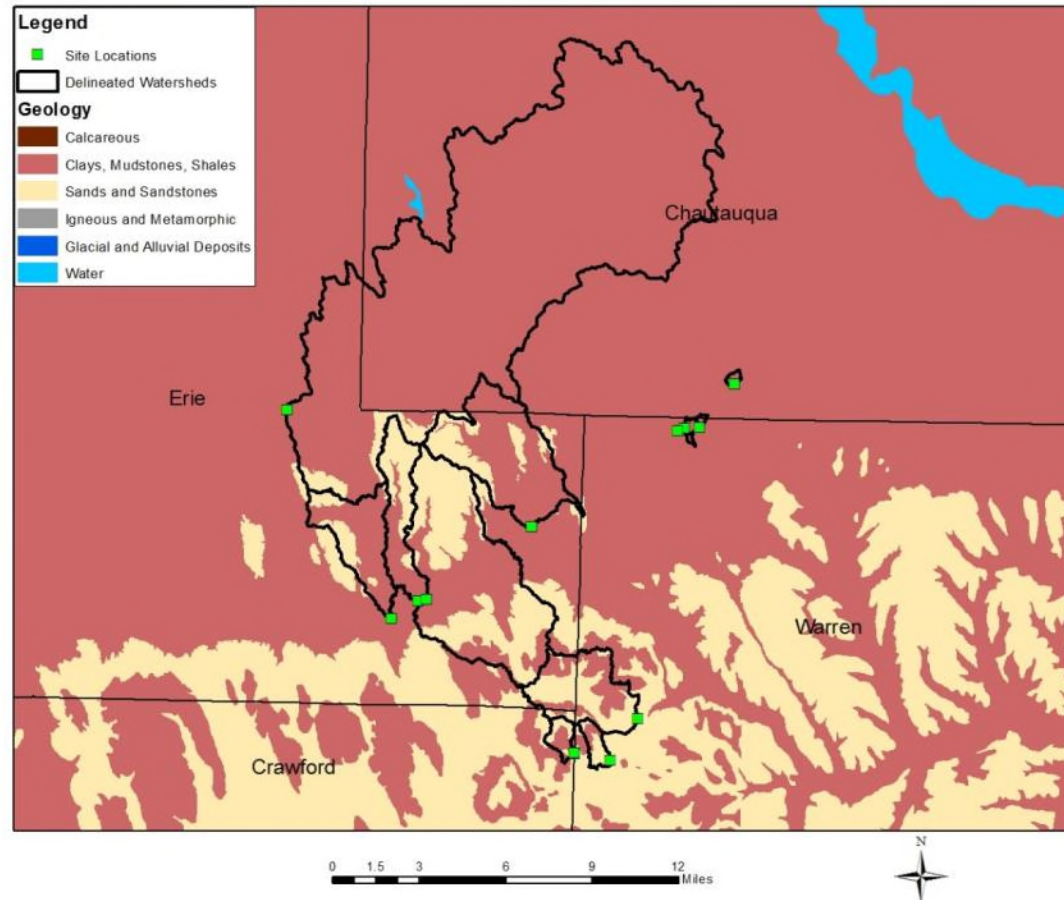 Legend
Site Locations
Delineated Watersheds
Geology
Calcareous
Clays, Mudstones, Shales
Sands and Sandstones
Igneous and Metamorphic
Glacial and Alluvial Deposits
Water
Chautauqua
Erie
Warren
Crawford
N
0 1.5 3 6 9 12
Miles